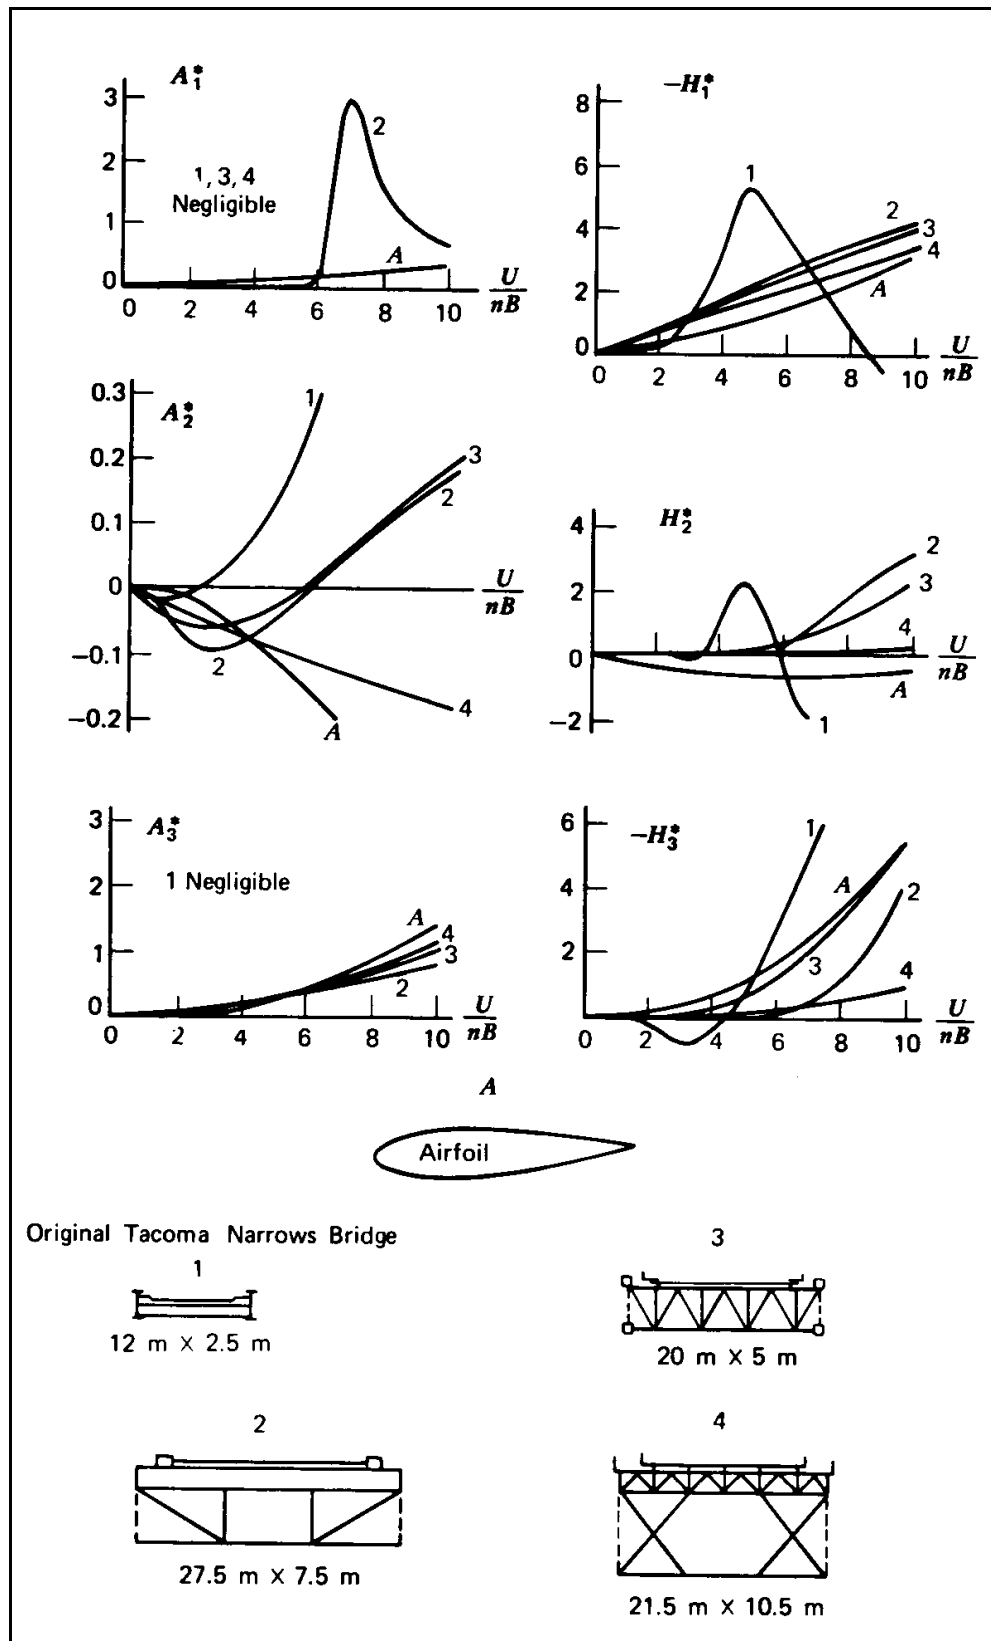 A₁*
3
2
1
0
1, 3, 4
Negligible
2
A
0 2 4 6 8 10
U
nB
−H₁*
8
6
4
2
0
1
2
3
4
A
0 2 4 6 8 10
U
nB
A₂*
0.3
0.2
0.1
0
−0.1
−0.2
1
3
2
2
A
4
U
nB
H₂*
4
2
0
−2
2
3
4
A
1
U
nB
A₃*
3
2
1
0
1 Negligible
A
4
3
2
0 2 4 6 8 10
U
nB
−H₃*
6
4
2
1
A
2
3
4
0 2 4 6 8 10
U
nB
A
Airfoil
Original Tacoma Narrows Bridge
1
12 m X 2.5 m
3
20 m X 5 m
2
27.5 m X 7.5 m
4
21.5 m X 10.5 m